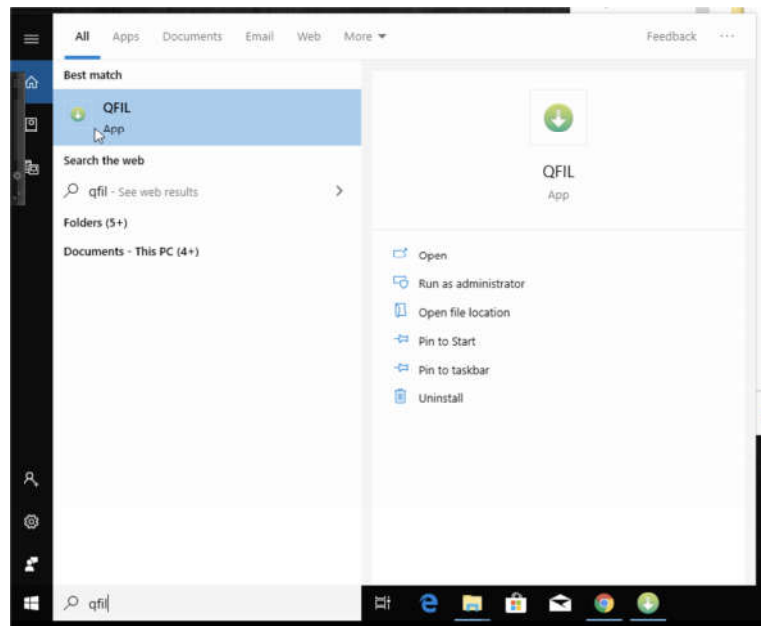 All Apps Documents Email Web More Feedback ...
Best match
QFIL
App
Search the web
qfil - See web results
Folders (5+)
Documents - This PC (4+)
QFIL
App
Open
Run as administrator
Open file location
Pin to Start
Pin to taskbar
Uninstall
qfil